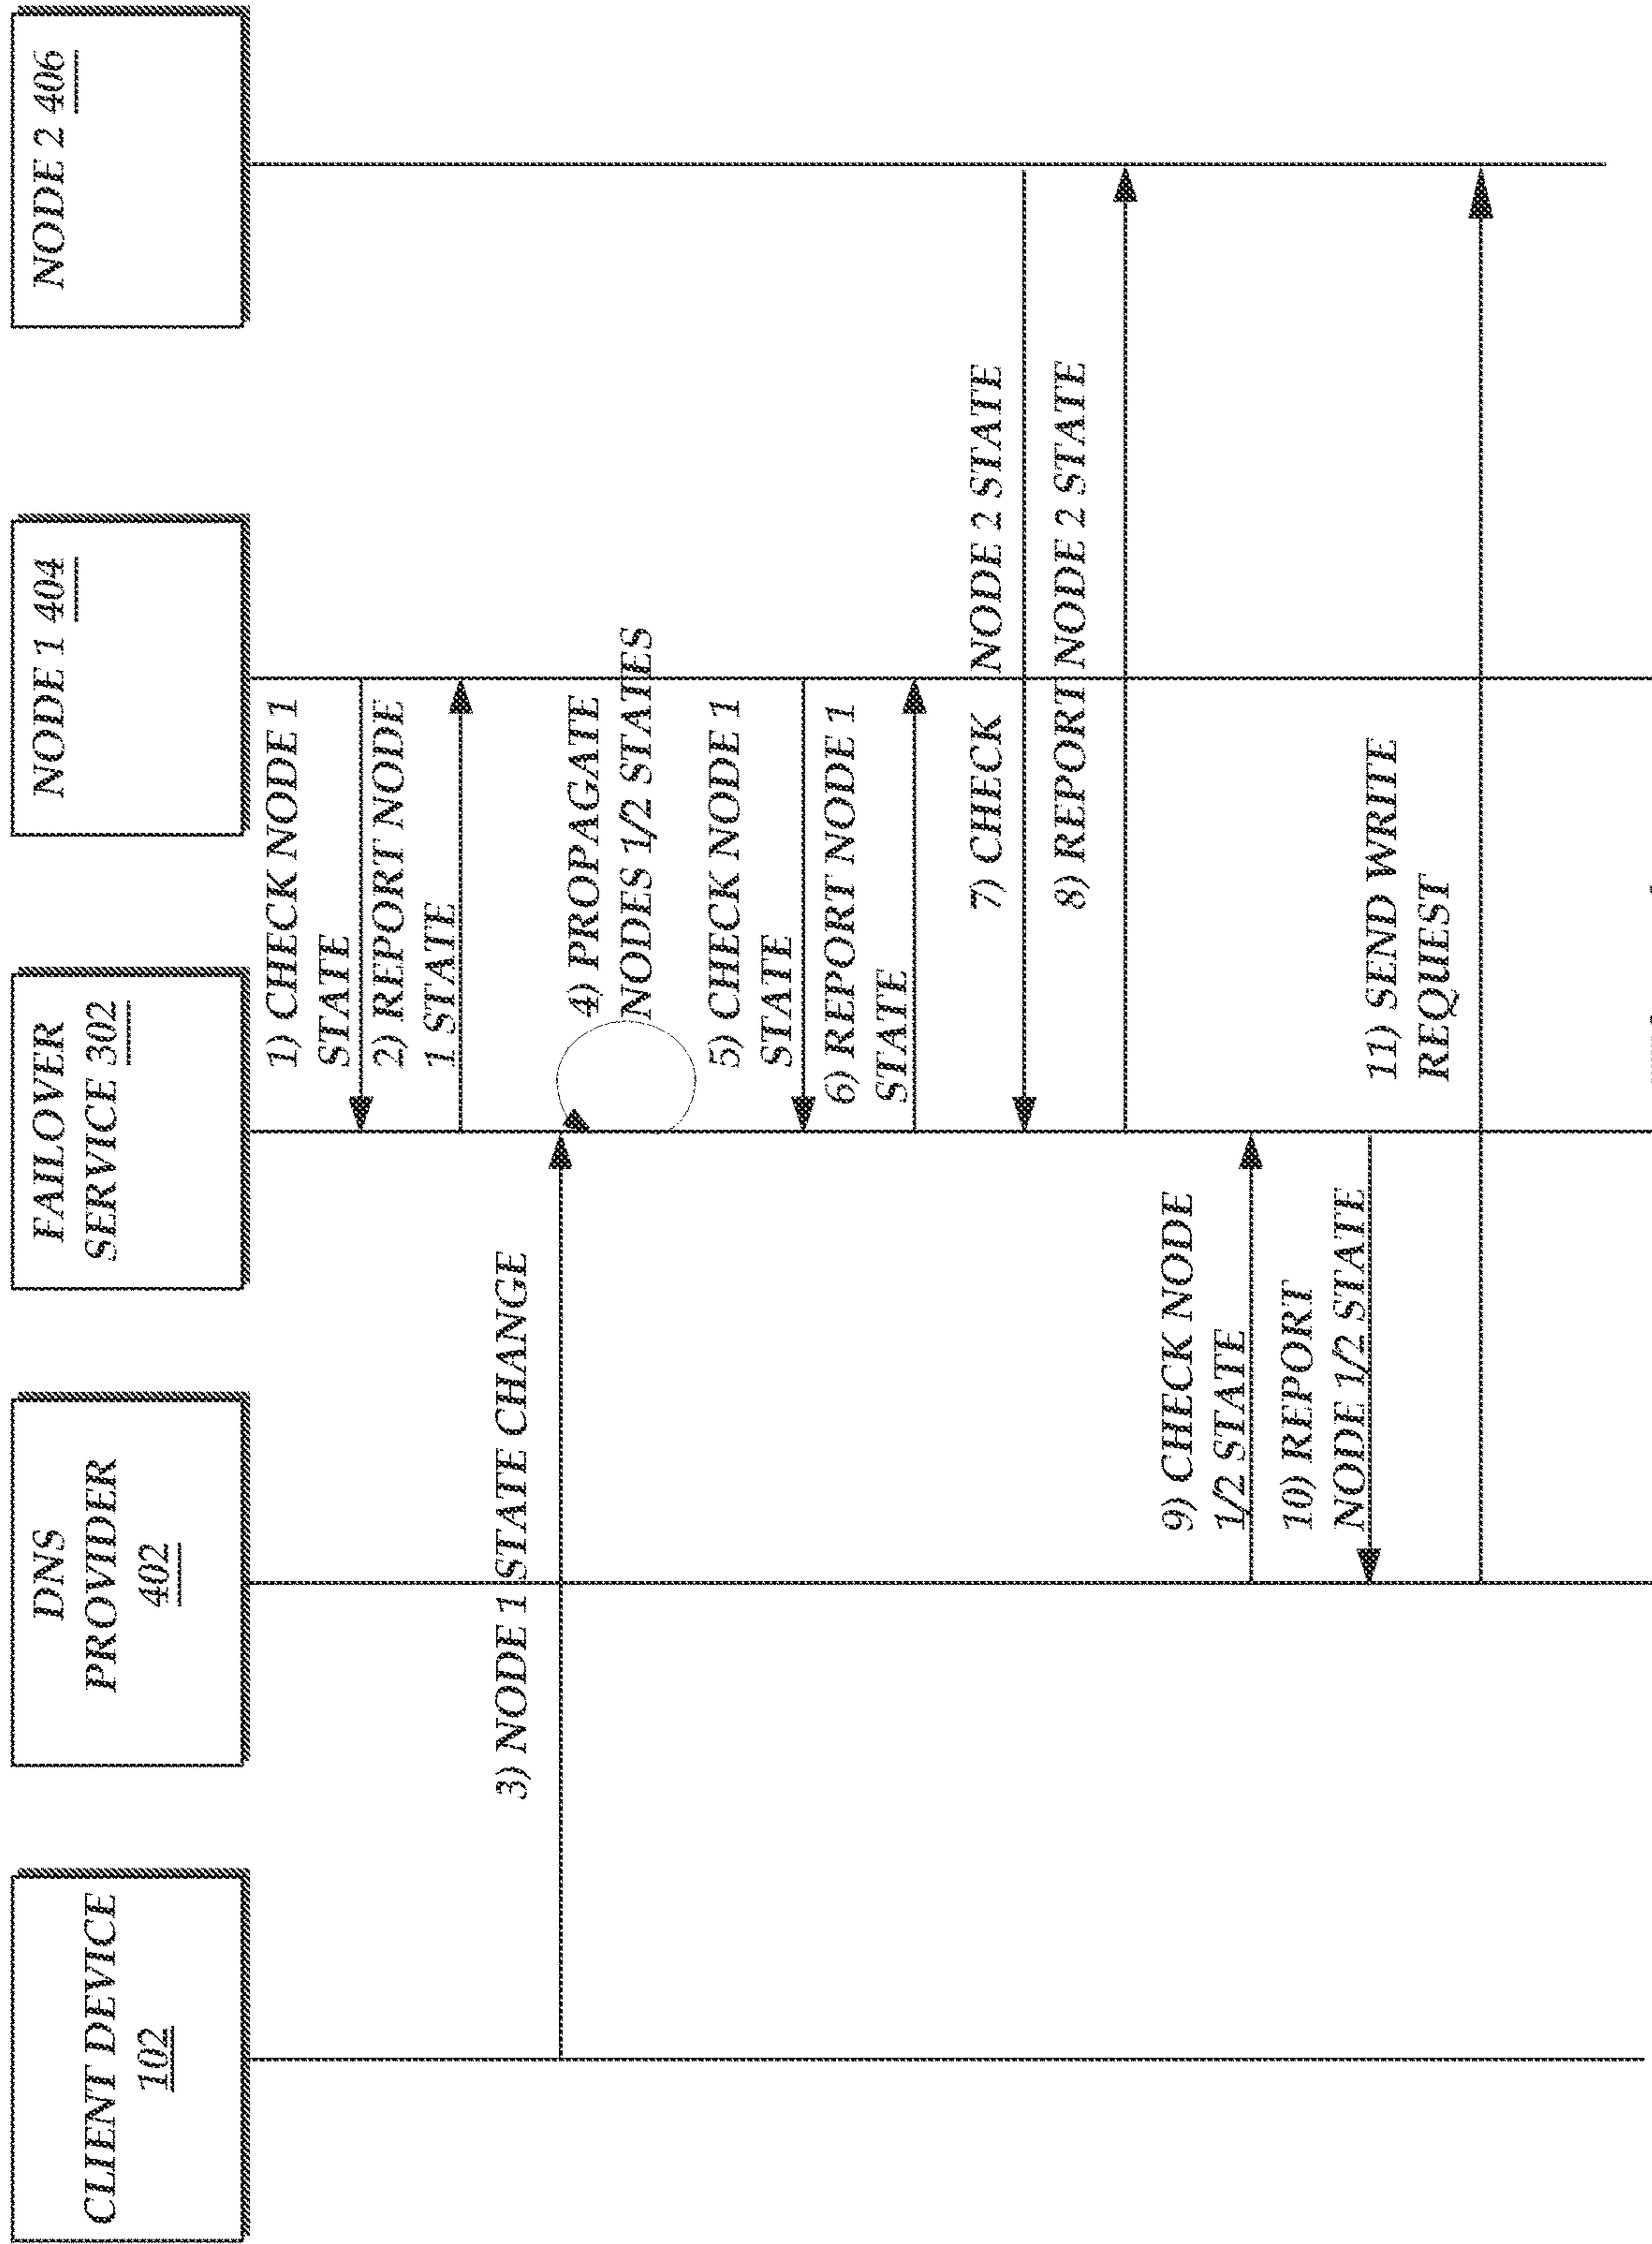 CLIENT DEVICE
102
DNS
PROVIDER
402
FAILOVER
SERVICE 302
NODE 1 404
NODE 2 406
1) CHECK NODE 1
STATE
2) REPORT NODE
1 STATE
3) NODE 1 STATE CHANGE
4) PROPAGATE
NODES 1/2 STATES
5) CHECK NODE 1
STATE
6) REPORT NODE 1
STATE
7) CHECK NODE 2 STATE
8) REPORT NODE 2 STATE
9) CHECK NODE
1/2 STATE
10) REPORT
NODE 1/2 STATE
11) SEND WRITE
REQUEST